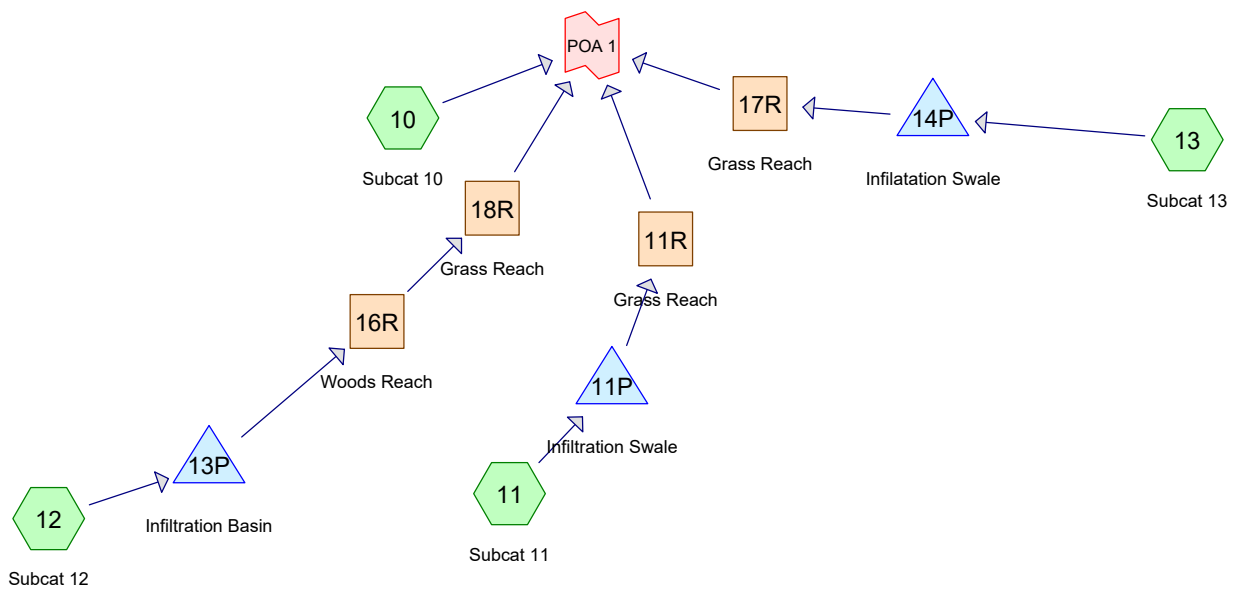 POA 1
10
Subcat 10
17R
Grass Reach
14P
Infilatation Swale
13
Subcat 13
18R
Grass Reach
11R
Grass Reach
16R
Woods Reach
11P
Infiltration Swale
13P
Infiltration Basin
11
Subcat 11
12
Subcat 12